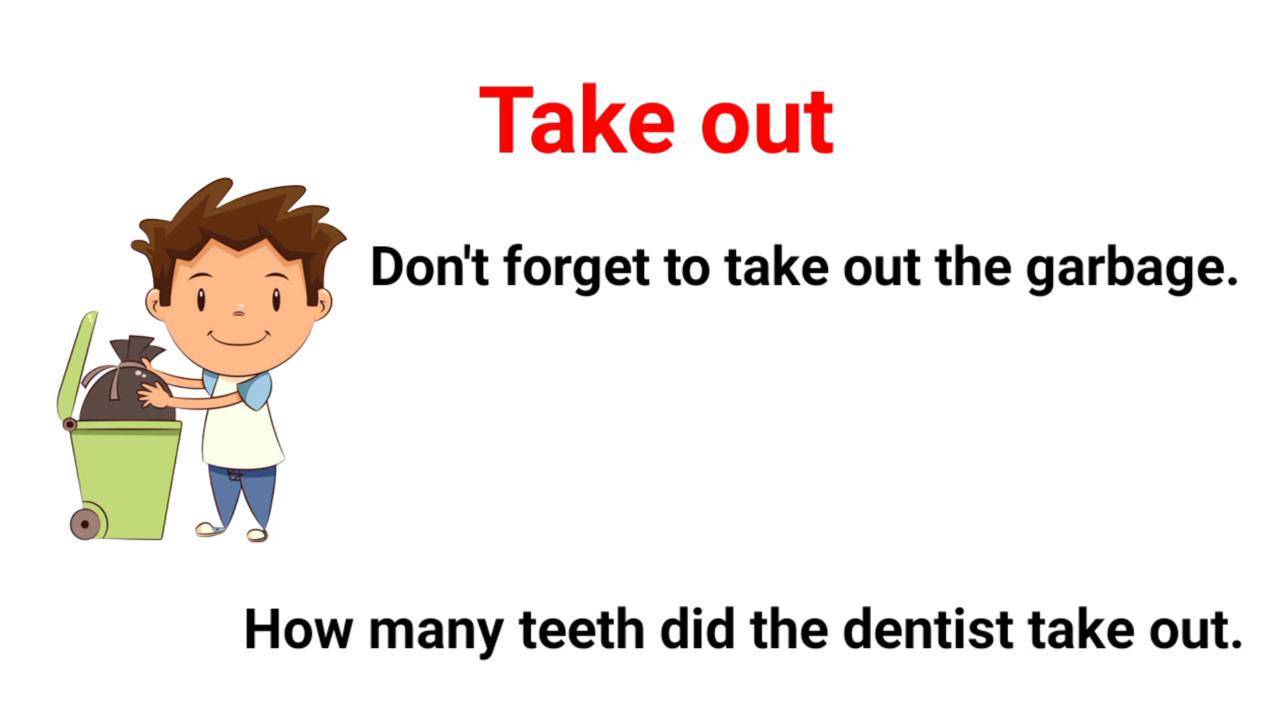 Take out
Don't forget to take out the garbage.
How many teeth did the dentist take out.